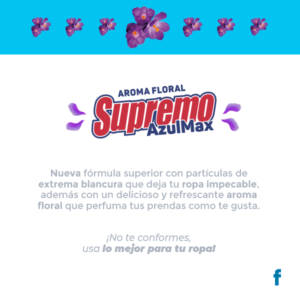 AROMA FLORAL
Supremo
AzulMax
Nueva fórmula superior con partículas de
extrema blancura que deja tu ropa impecable,
además con un delicioso y refrescante aroma
floral que perfuma tus prendas como te gusta.
¡No te conformes,
usa lo mejor para tu ropa!
f